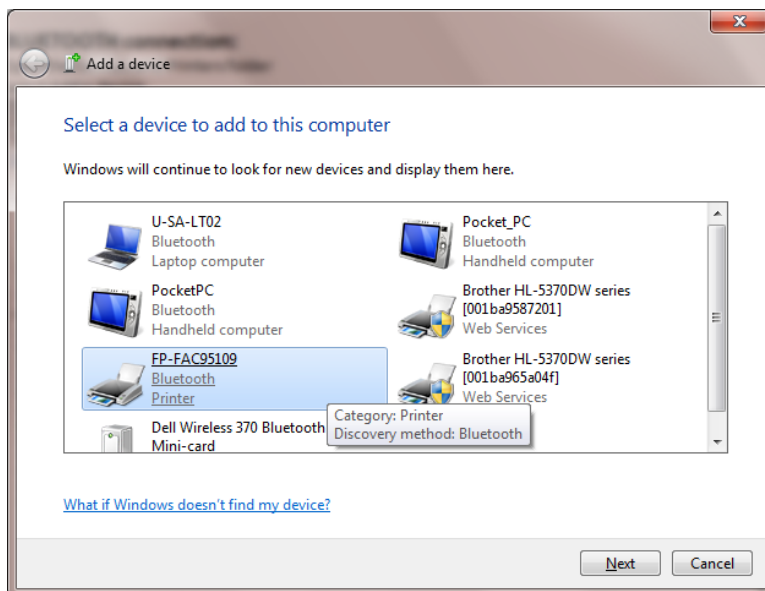 Add a device
Select a device to add to this computer
Windows will continue to look for new devices and display them here.
U-SA-LT02
Bluetooth
Laptop computer
Pocket_PC
Bluetooth
Handheld computer
PocketPC
Bluetooth
Handheld computer
Brother HL-5370DW series
[001ba9587201]
Web Services
FP-FAC95109
Bluetooth
Printer
Brother HL-5370DW series
[001ba965a04f]
Web Services
Category: Printer
Discovery method: Bluetooth
Dell Wireless 370 Bluetooth
Mini-card
What if Windows doesn't find my device?
Next
Cancel